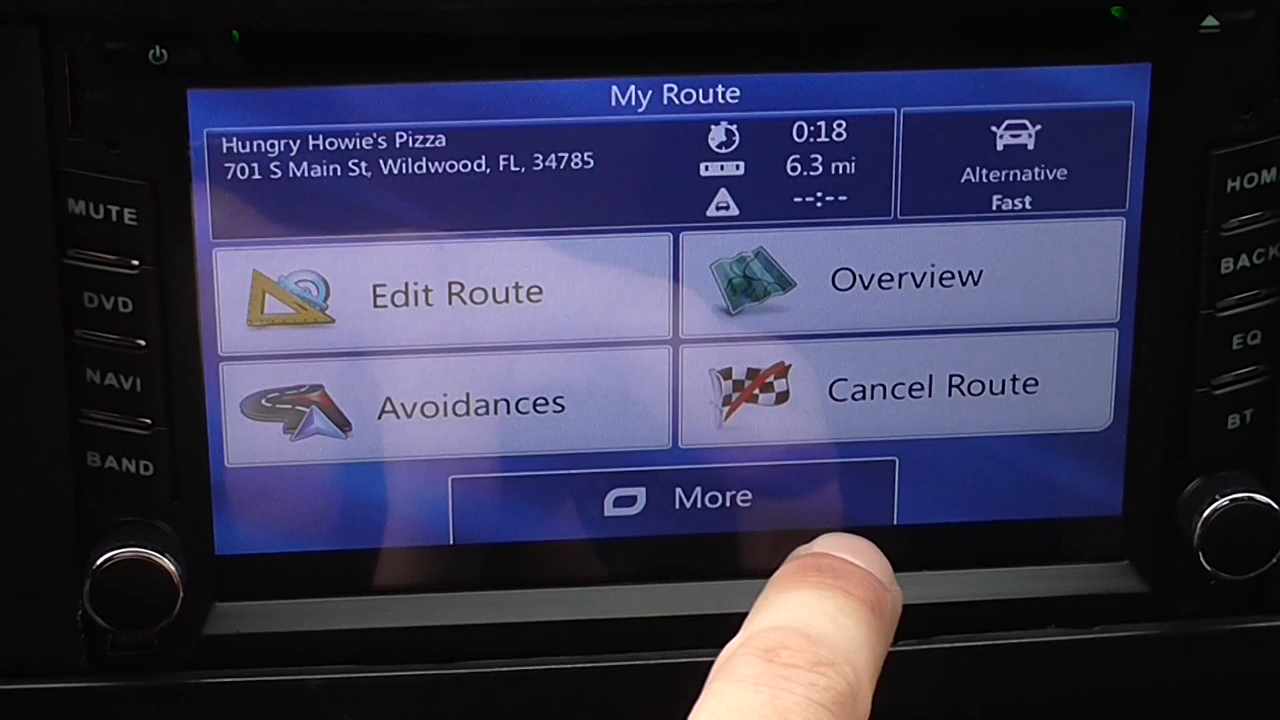 My Route
Hungry Howie's Pizza
701 S Main St, Wildwood, FL, 34785
0:18
6.3 mi
--:--
Alternative
Fast
Edit Route
Overview
Avoidances
Cancel Route
More
MUTE
DVD
NAVI
BAND
HOM
BACK
EQ
BT